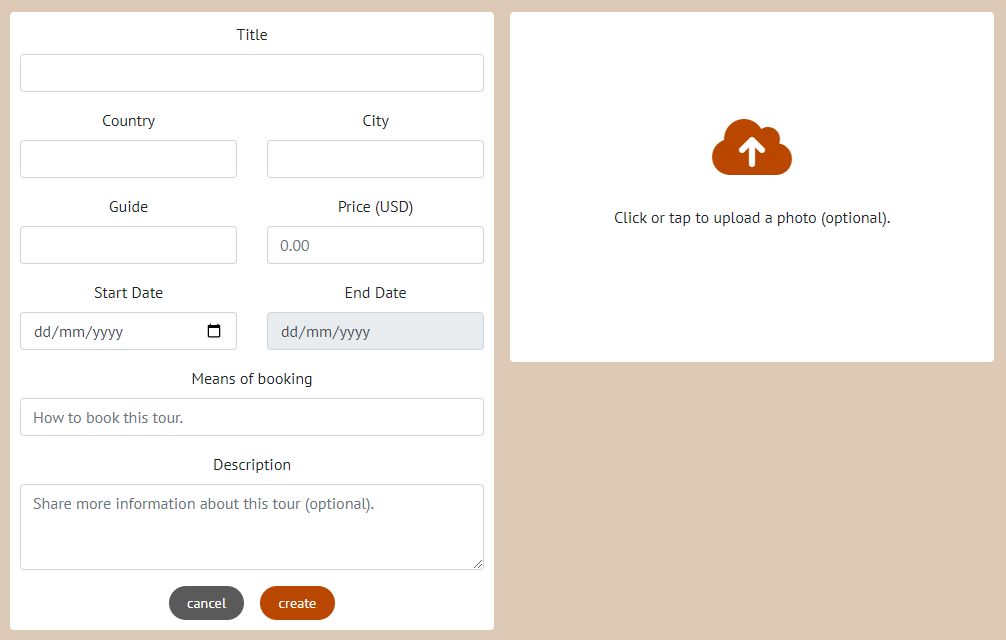 Title
Country
City
Guide
Price (USD)
0.00
Start Date
End Date
dd/mm/yyyy
dd/mm/yyyy
Means of booking
How to book this tour.
Description
Share more information about this tour (optional).
cancel
create
Click or tap to upload a photo (optional).